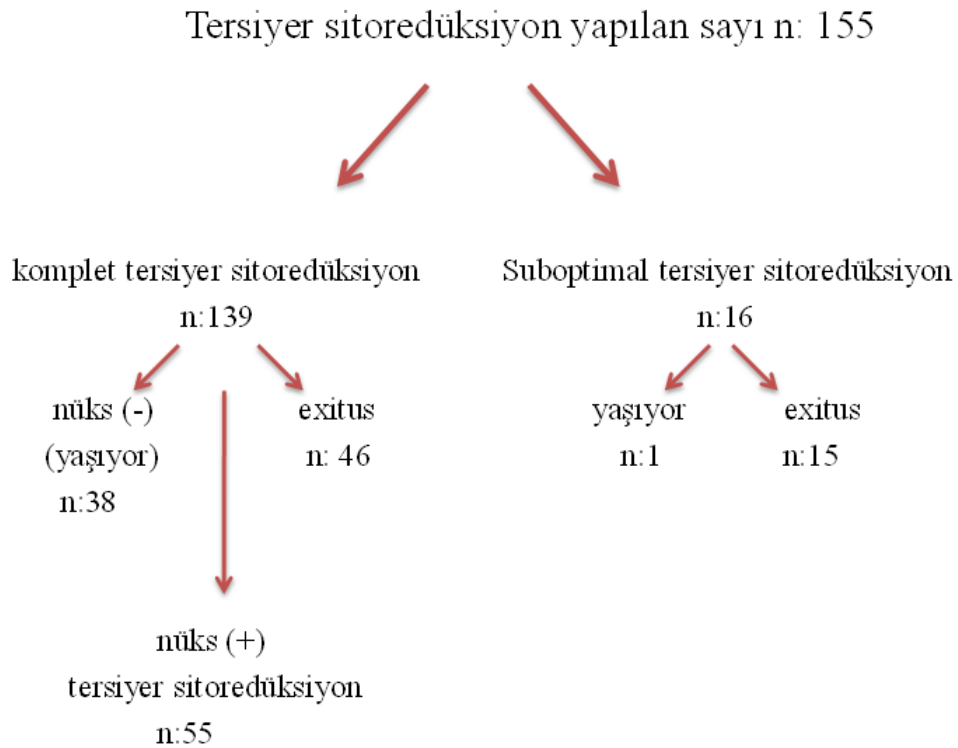 Tersiyer sitoredüksiyon yapılan sayı n: 155
komplet tersiyer sitoredüksiyon
n:139
Suboptimal tersiyer sitoredüksiyon
n:16
nüks (-)
(yaşıyor)
n:38
exitus
n: 46
yaşıyor
n:1
exitus
n:15
nüks (+)
tersiyer sitoredüksiyon
n:55